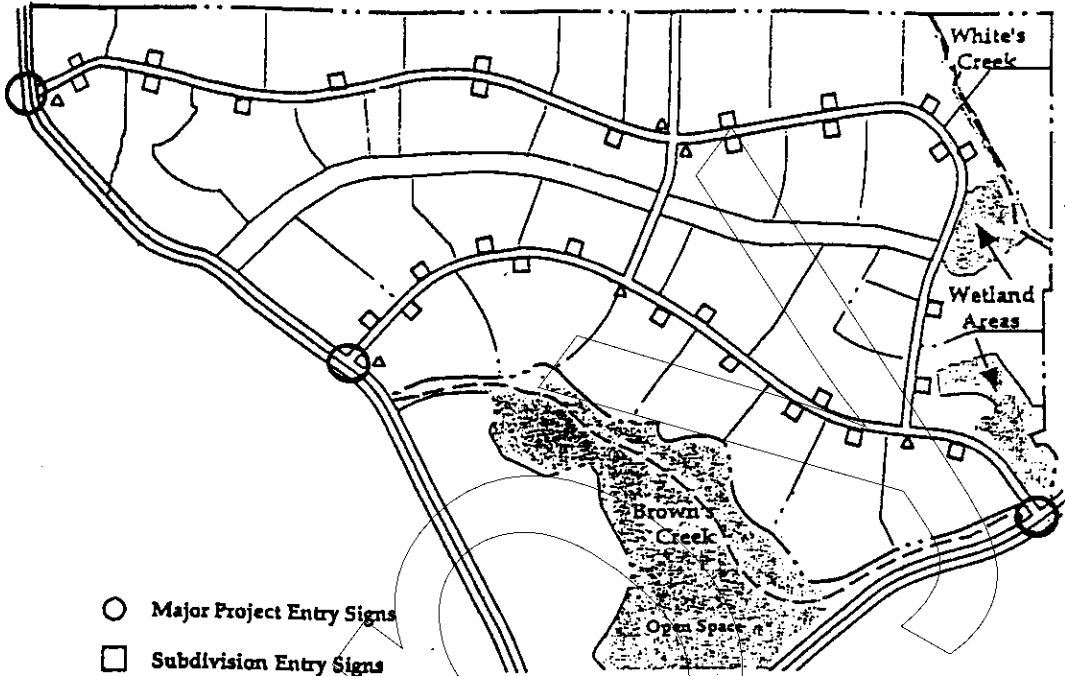 White's
Creek
Wetland
Areas
Brown's
Creek
Open Space
Major Project Entry Signs
Subdivision Entry Signs